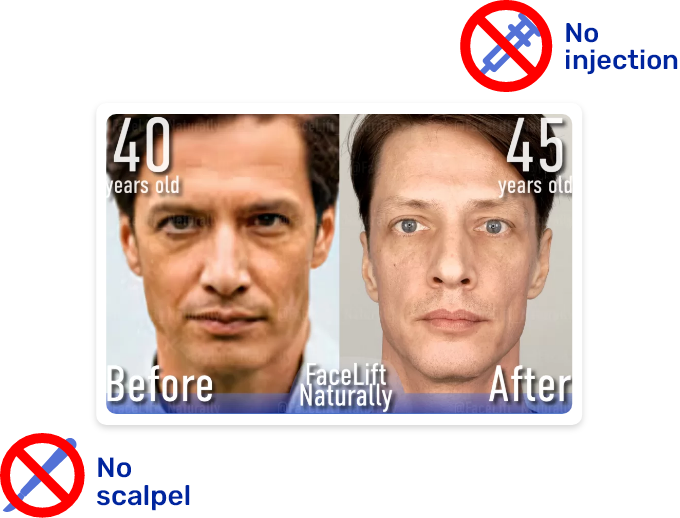 No
injection
40
years old
45
years old
Before
FaceLift
Naturally
After
No
scalpel